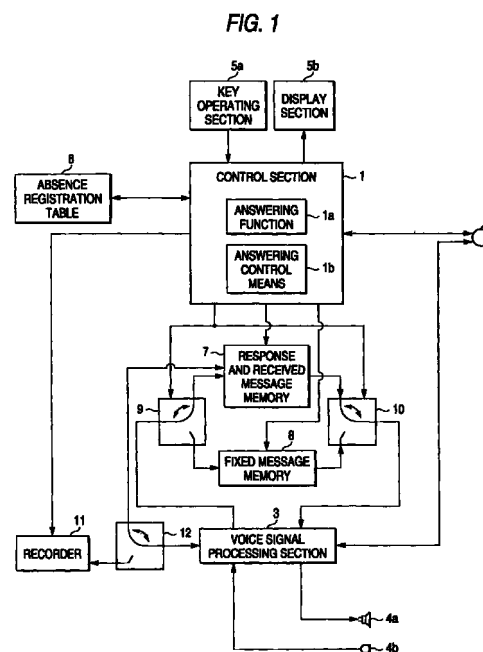 FIG. 1
5a
5b
KEY
OPERATING
SECTION
DISPLAY
SECTION
6
ABSENCE
REGISTRATION
TABLE
CONTROL SECTION
1
ANSWERING
FUNCTION
1a
ANSWERING
CONTROL
MEANS
1b
7
RESPONSE
AND RECEIVED
MESSAGE
MEMORY
9
10
8
FIXED MESSAGE
MEMORY
11
RECORDER
12
3
VOICE SIGNAL
PROCESSING SECTION
4a
4b